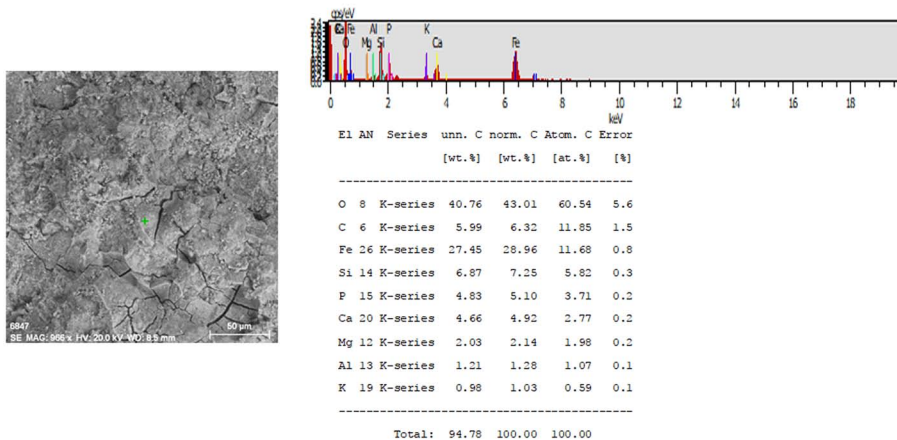 cps/eV
Ca Fe Al P K
O Mg Si Ca Fe
0 2 4 6 8 10 12 14 16 18
keV
El AN Series unn. C norm. C Atom. C Error
[wt.%] [wt.%] [at.%] [%]
O 8 K-series 40.76 43.01 60.54 5.6
C 6 K-series 5.99 6.32 11.85 1.5
Fe 26 K-series 27.45 28.96 11.68 0.8
Si 14 K-series 6.87 7.25 5.82 0.3
P 15 K-series 4.83 5.10 3.71 0.2
Ca 20 K-series 4.66 4.92 2.77 0.2
Mg 12 K-series 2.03 2.14 1.98 0.2
Al 13 K-series 1.21 1.28 1.07 0.1
K 19 K-series 0.98 1.03 0.59 0.1
Total: 94.78 100.00 100.00
6847
50 µm
SE MAG: 966 x HV: 20.0 kV WD: 8.5 mm